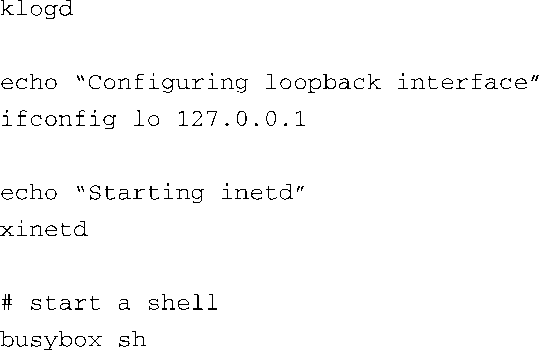 klogd
echo “Configuring loopback interface”
ifconfig lo 127.0.0.1
echo “Starting inetd”
xinetd
# start a shell
busybox sh